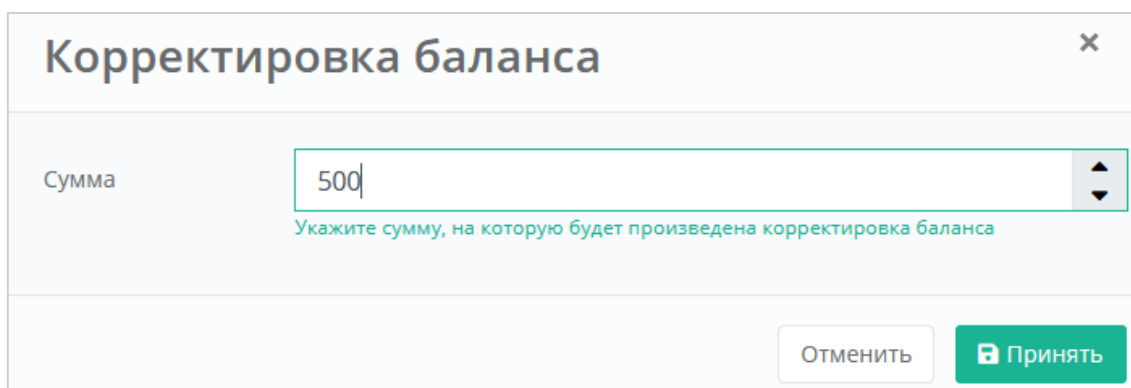 Корректировка баланса
×
Сумма
500
Укажите сумму, на которую будет произведена корректировка баланса
Отменить
Принять